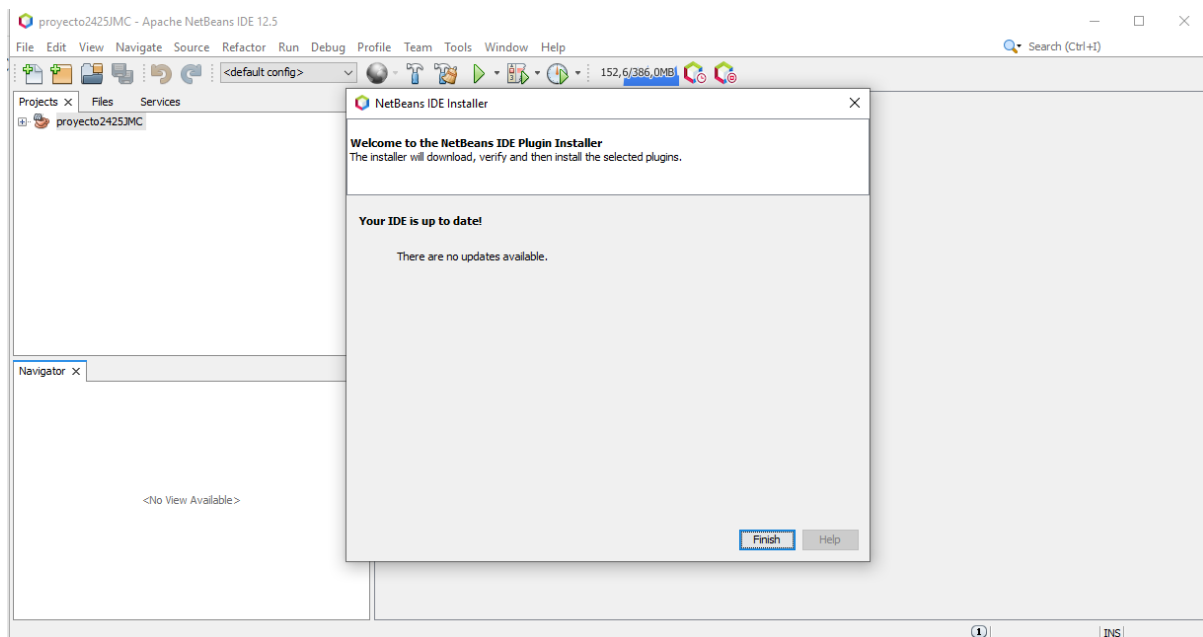 proyecto2425JMC - Apache NetBeans IDE 12.5
File Edit View Navigate Source Refactor Run Debug Profile Team Tools Window Help
Search (Ctrl+I)
<default config>
152,6/386,0MB
Projects
Files
Services
proyecto2425JMC
NetBeans IDE Installer
Welcome to the NetBeans IDE Plugin Installer
The installer will download, verify and then install the selected plugins.
Your IDE is up to date!
There are no updates available.
Navigator
<No View Available>
Finish
Help
1
INS